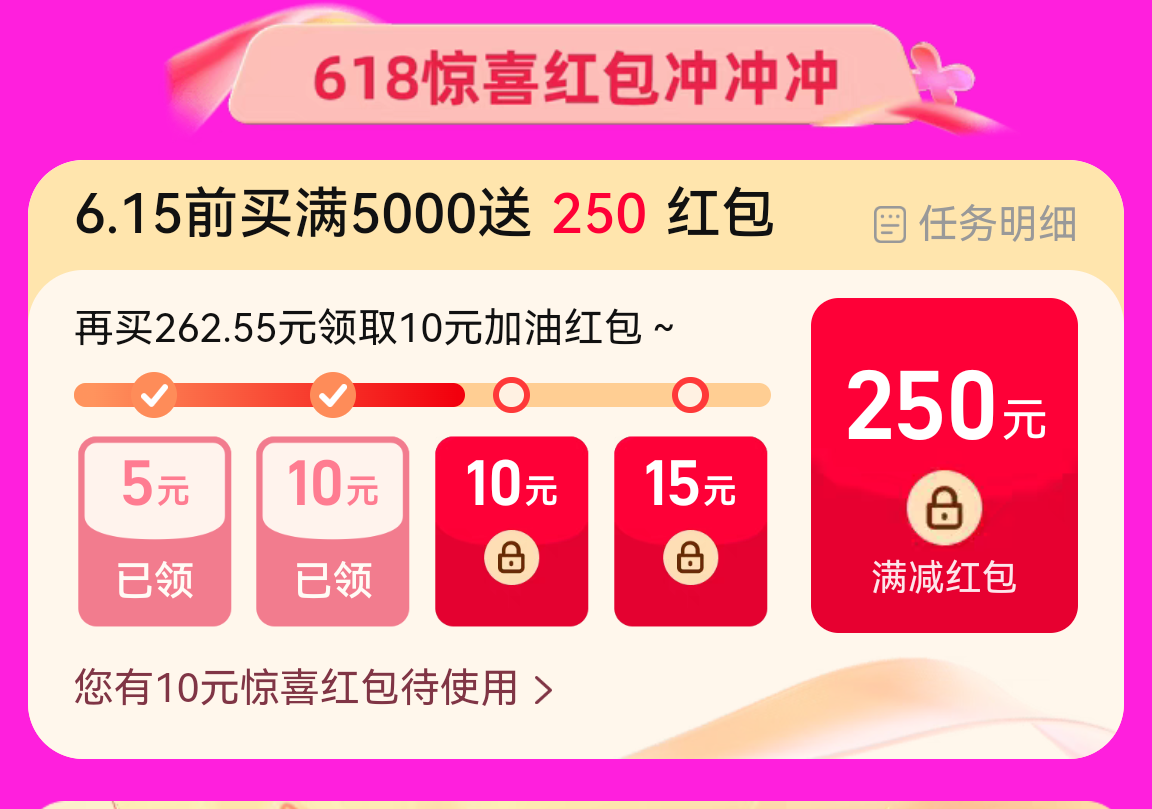 618惊喜红包冲冲冲
6.15前买满5000送 250 红包
任务明细
再买262.55元领取10元加油红包 ~
5元
已领
10元
已领
10元
15元
250元
满减红包
您有10元惊喜红包待使用 >